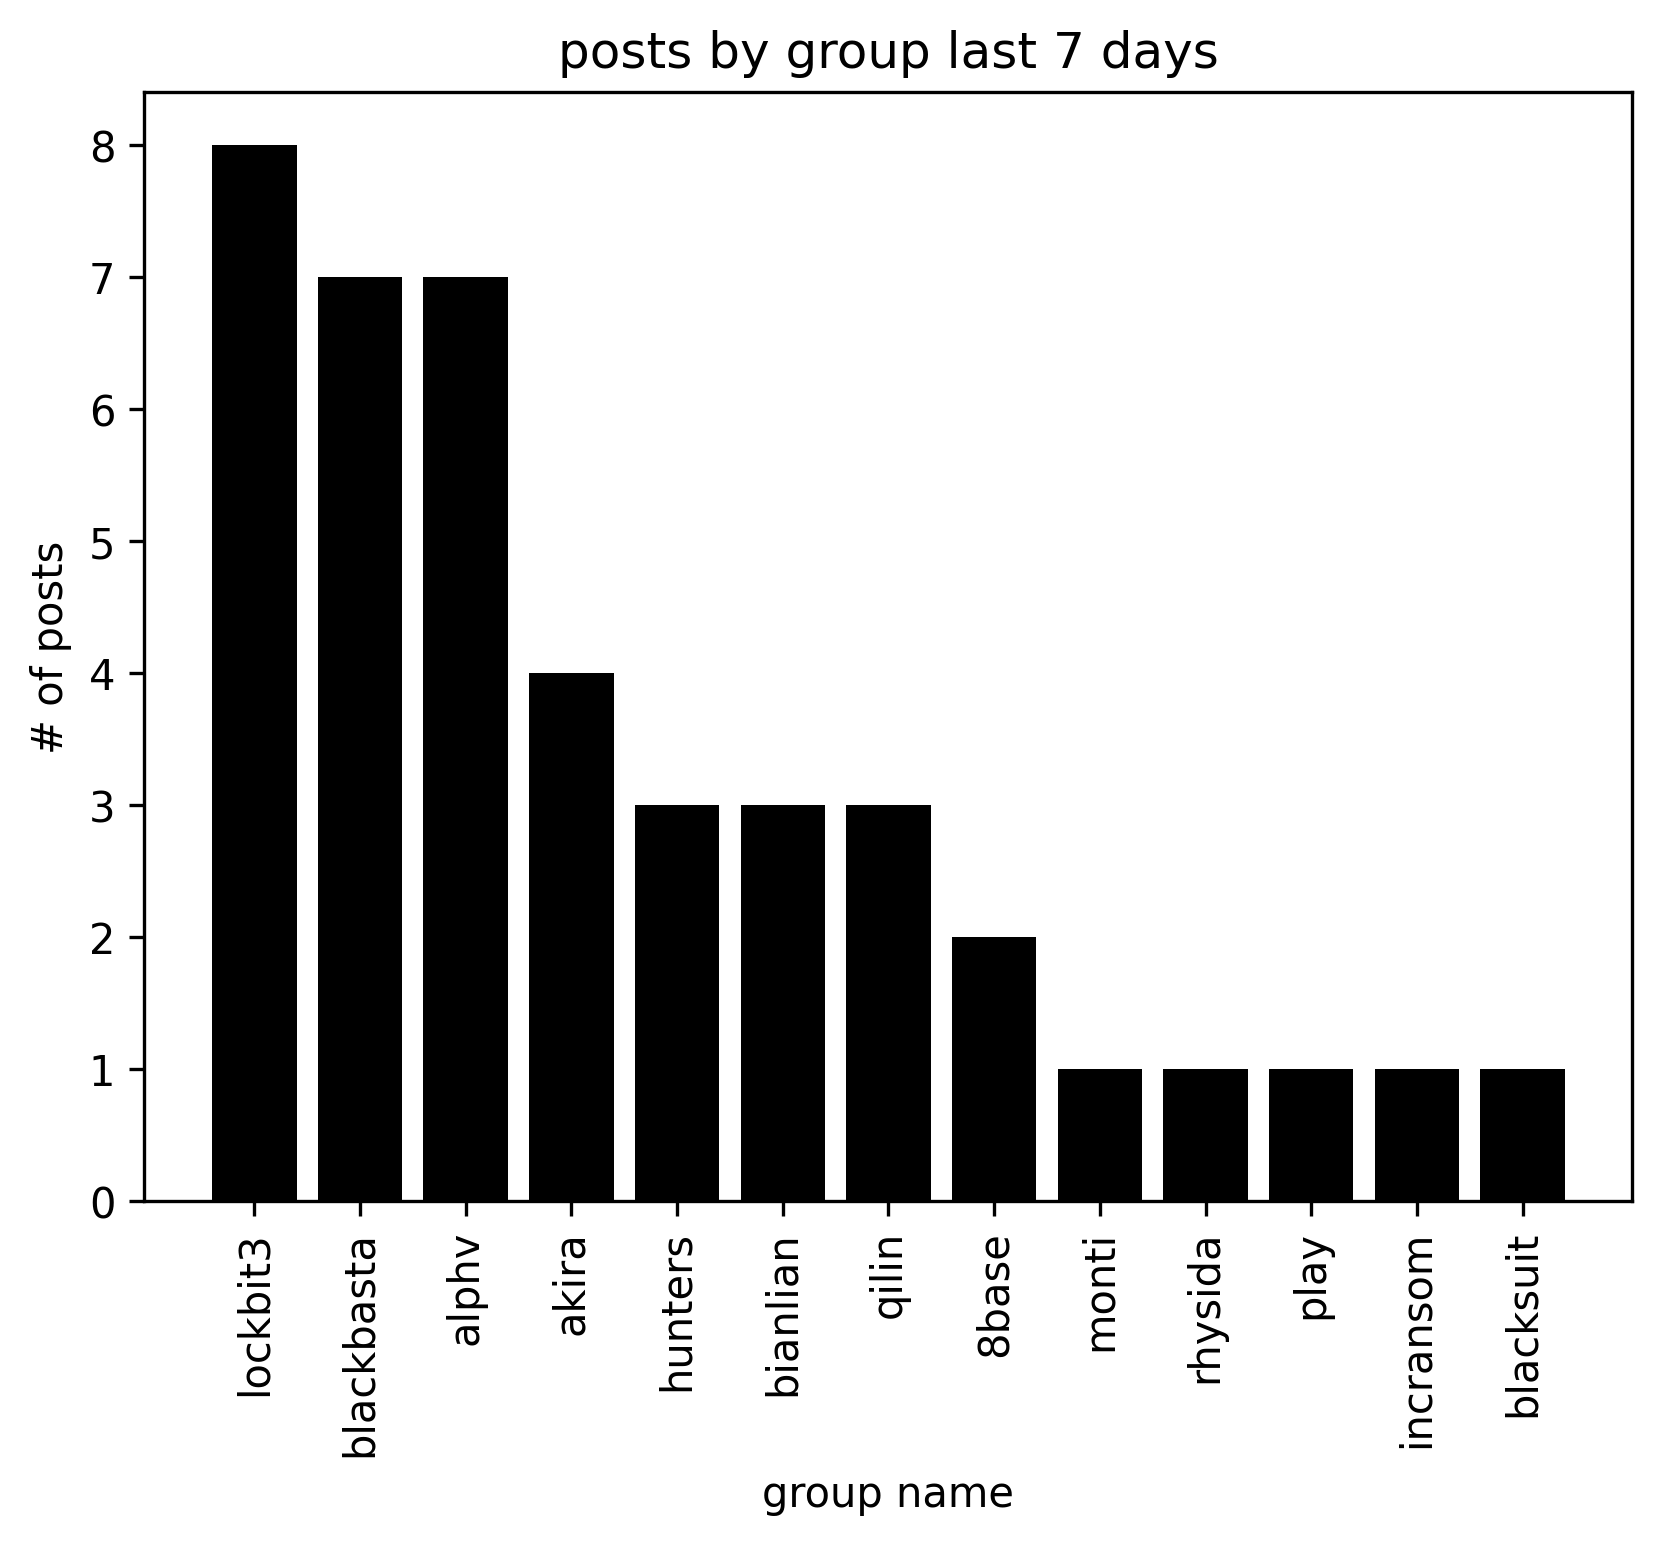 posts by group last 7 days
# of posts
8
7
6
5
4
3
2
1
0
lockbit3
blackbasta
alphv
akira
hunters
bianlian
qilin
8base
monti
rhysida
play
incransom
blacksuit
group name